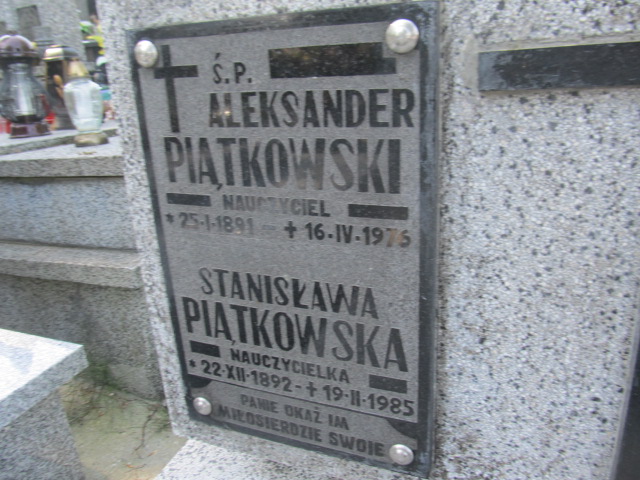 Ś.P.
ALEKSANDER
PIĄTKOWSKI
NAUCZYCIEL
* 25-I-1891 - + 16-IV-1976
STANISŁAWA
PIĄTKOWSKA
NAUCZYCIELKA
* 22-XII-1892 - + 19-II-1985
PANIE OKAŻ IM
MIŁOSIERDZIE SWOJE